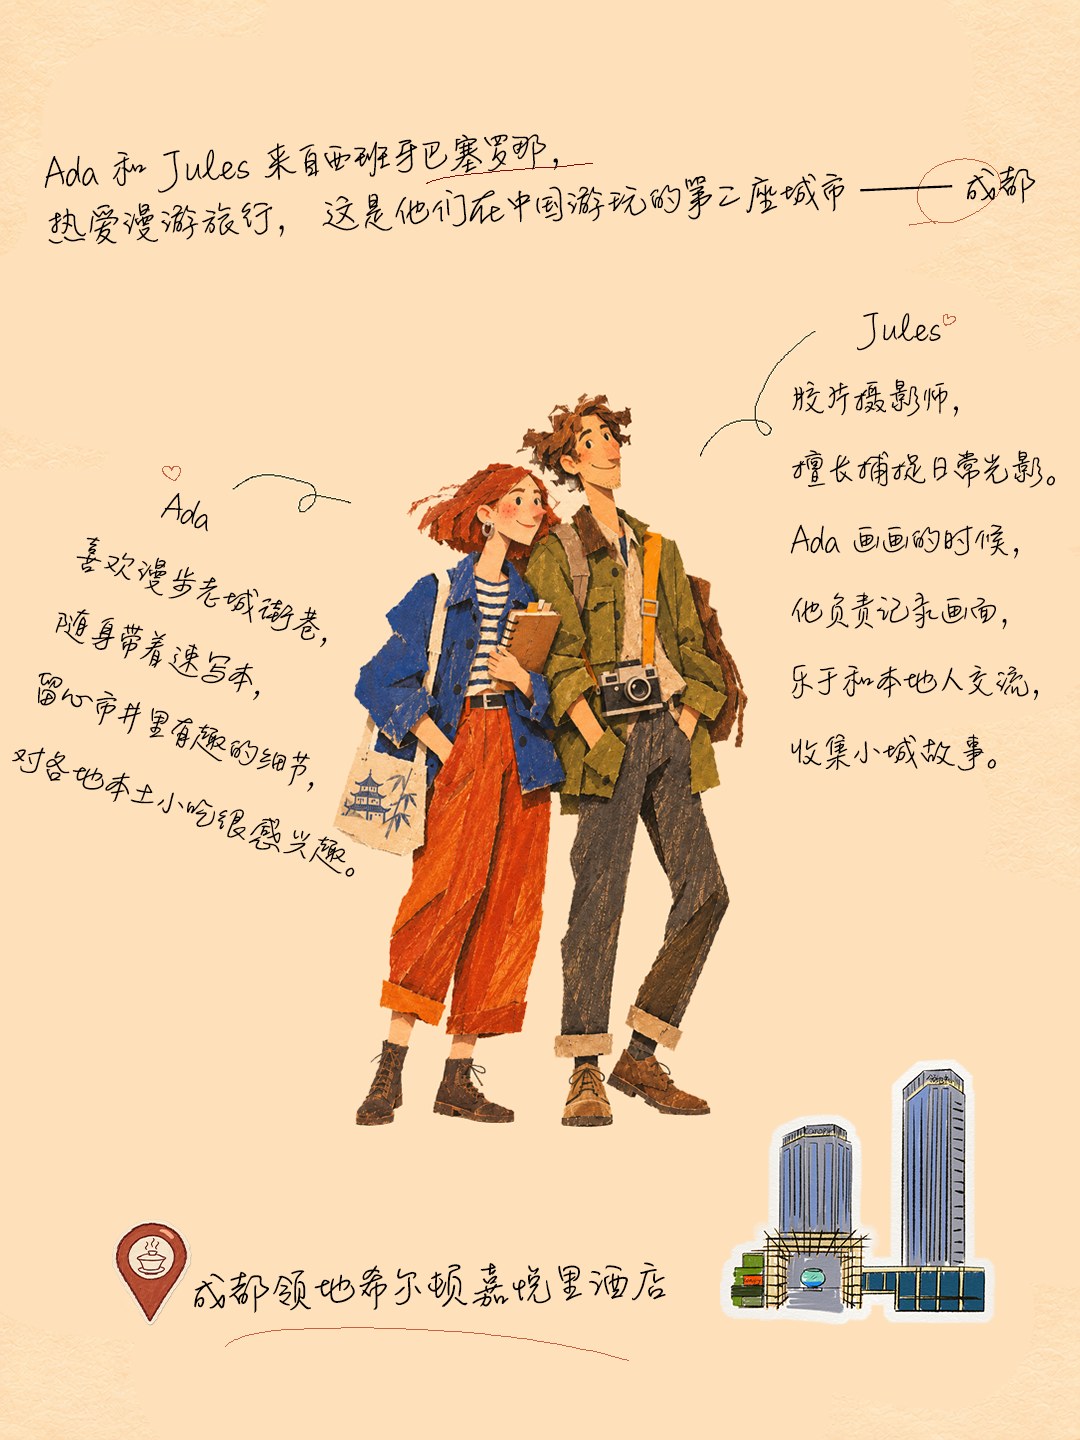 Ada 和 Jules 来自西班牙巴塞罗那，
热爱漫游旅行， 这是他们在中国游玩的第二座城市 —— 成都
Jules
胶片摄影师，
擅长捕捉日常光影。
Ada 画画的时候，
他负责记录画面，
乐于和本地人交流，
收集小城故事。
Ada
喜欢漫步老城街巷，
随身带着速写本，
留心市井里有趣的细节，
对各地本土小吃很感兴趣。
成都领地希尔顿嘉悦里酒店